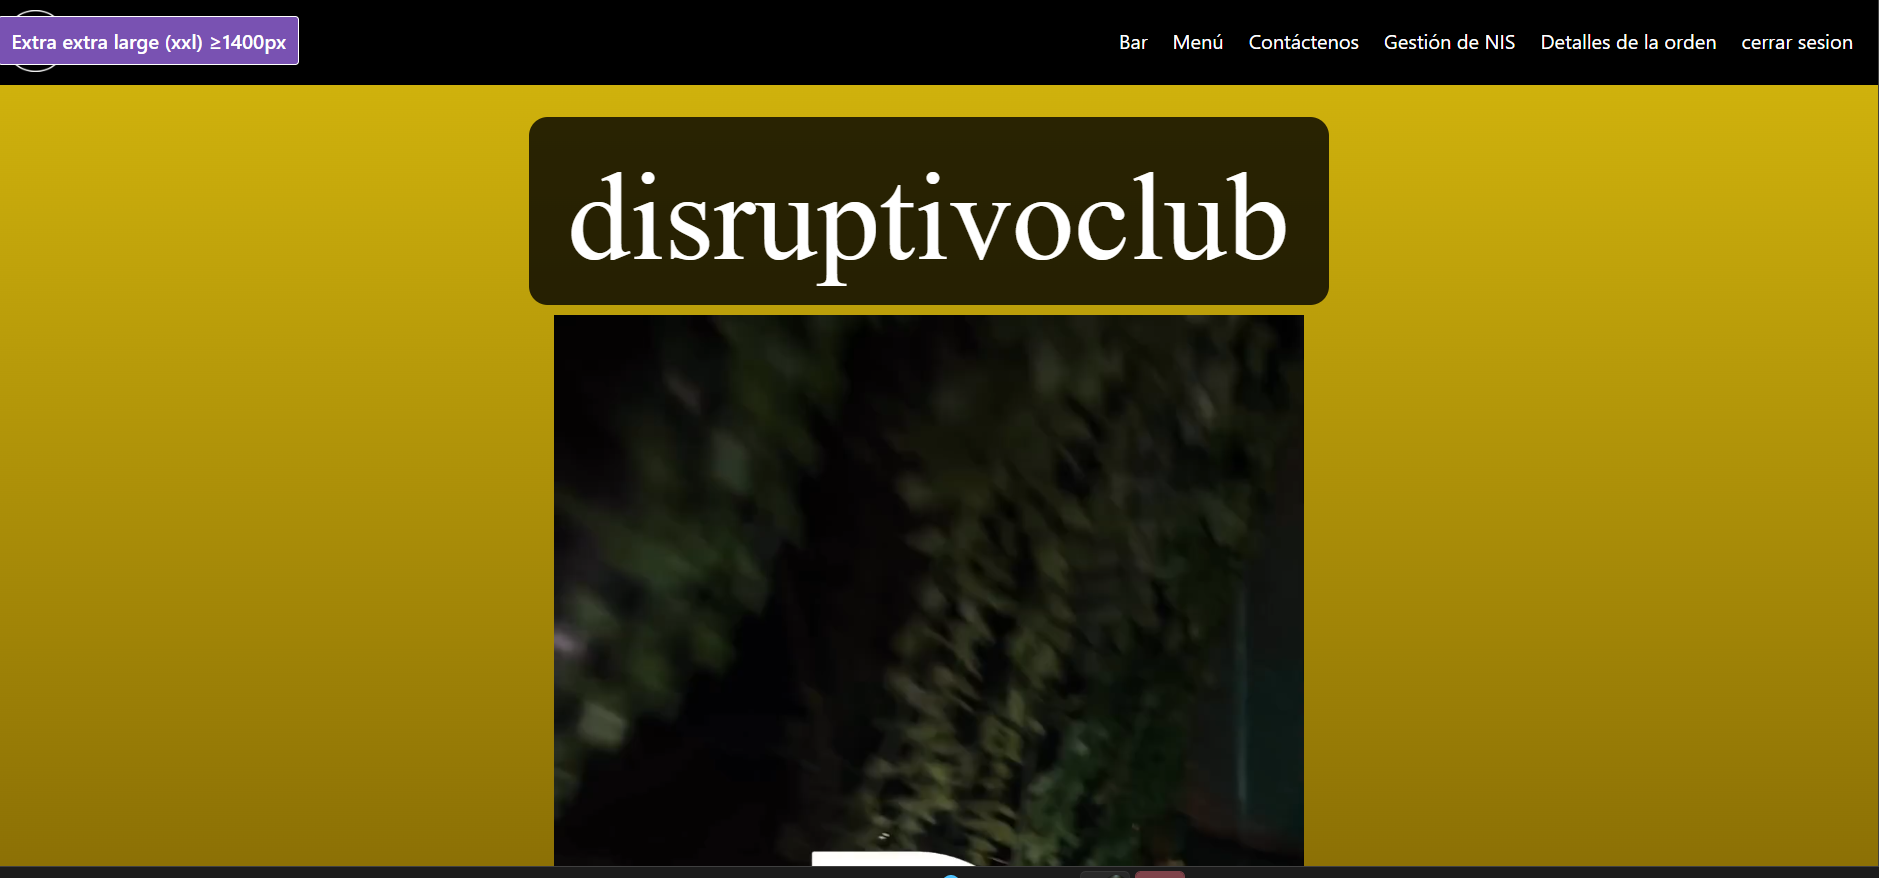 Extra extra large (xxl) ≥1400px
Bar Menú Contáctenos Gestión de NIS Detalles de la orden cerrar sesion
disruptivoclub